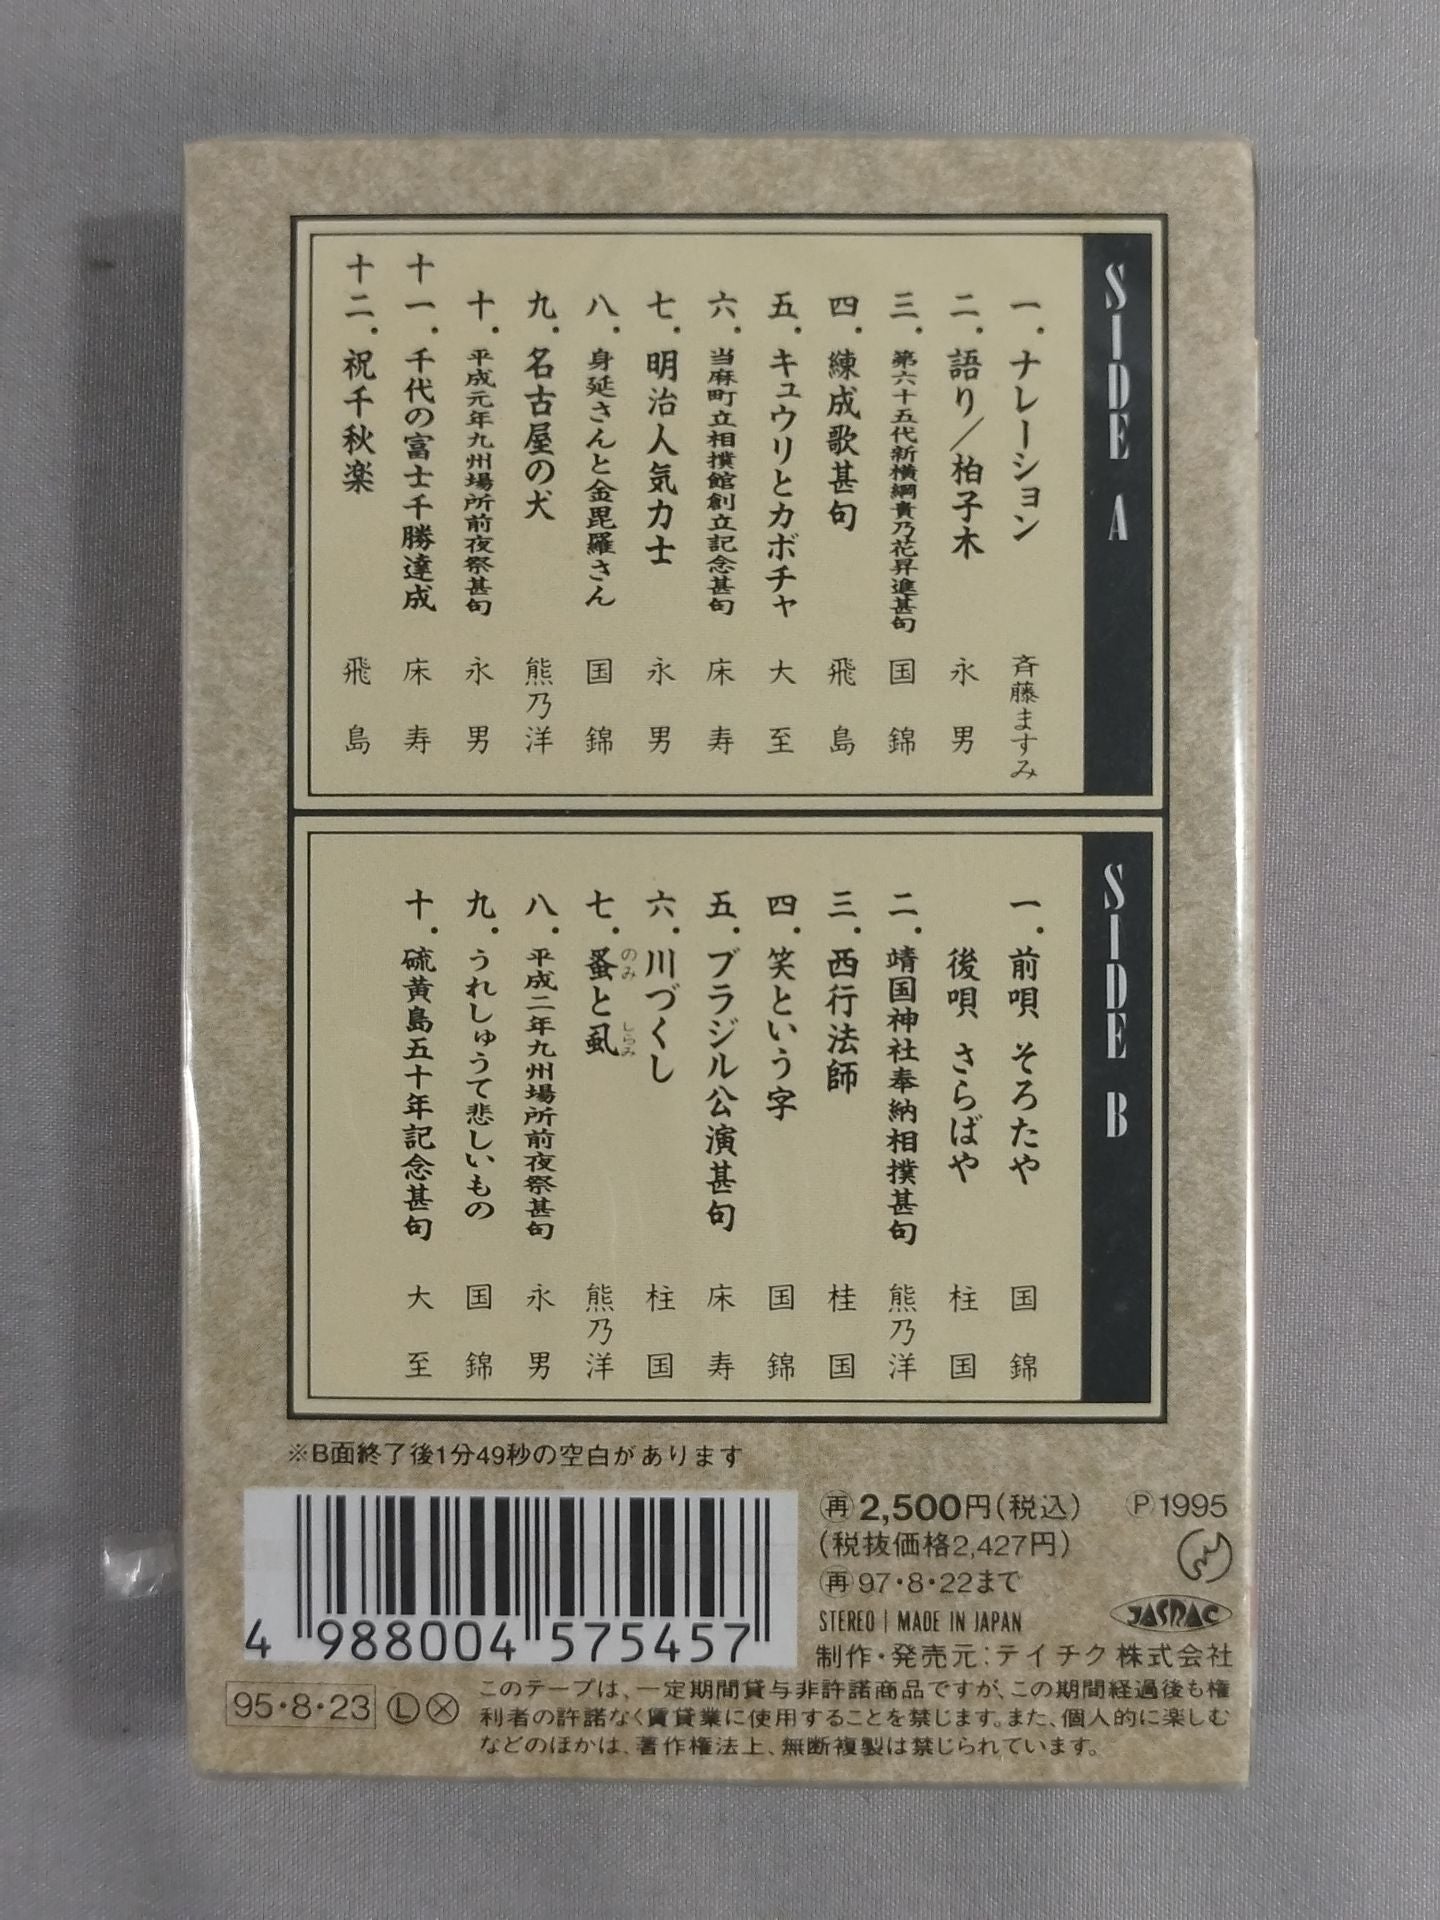 SIDE A
一. ナレーション 斉藤ますみ
二. 語り/柏子木 永男
三. 第六十五代新横綱貴乃花昇進甚句 国錦
四. 練成歌甚句 飛島
五. キュウリとカボチャ 大至
六. 当麻町立相撲館創立記念甚句 床寿
七. 明治人気力士 永男
八. 身延さんと金毘羅さん 国錦
九. 名古屋の犬 熊乃洋
十. 平成元年九州場所前夜祭甚句 永男
十一. 千代の富士千勝達成 床寿
十二. 祝千秋楽 飛島
SIDE B
一. 前唄 そろたや 国錦
後唄 さらばや 柱国
二. 靖国神社奉納相撲甚句 熊乃洋
三. 西行法師 桂国
四. 笑という字 国錦
五. ブラジル公演甚句 床寿
六. 川づくし 柱国
七. 蚤と虱 熊乃洋
のみ しらみ
八. 平成二年九州場所前夜祭甚句 永男
九. うれしゅうて悲しいもの 国錦
十. 硫黄島五十年記念甚句 大至
※B面終了後1分49秒の空白があります
4 988004 575457
再2,500円(税込) Ⓟ1995
(税抜価格2,427円)
再97・8・22まで
STEREO | MADE IN JAPAN
JASRAC
制作・発売元:テイチク株式会社
95・8・23 Ⓛ Ⓧ
このテープは、一定期間貸与非許諾商品ですが、この期間経過後も権
利者の許諾なく賃貸業に使用することを禁じます。また、個人的に楽しむ
などのほかは、著作権法上、無断複製は禁じられています。